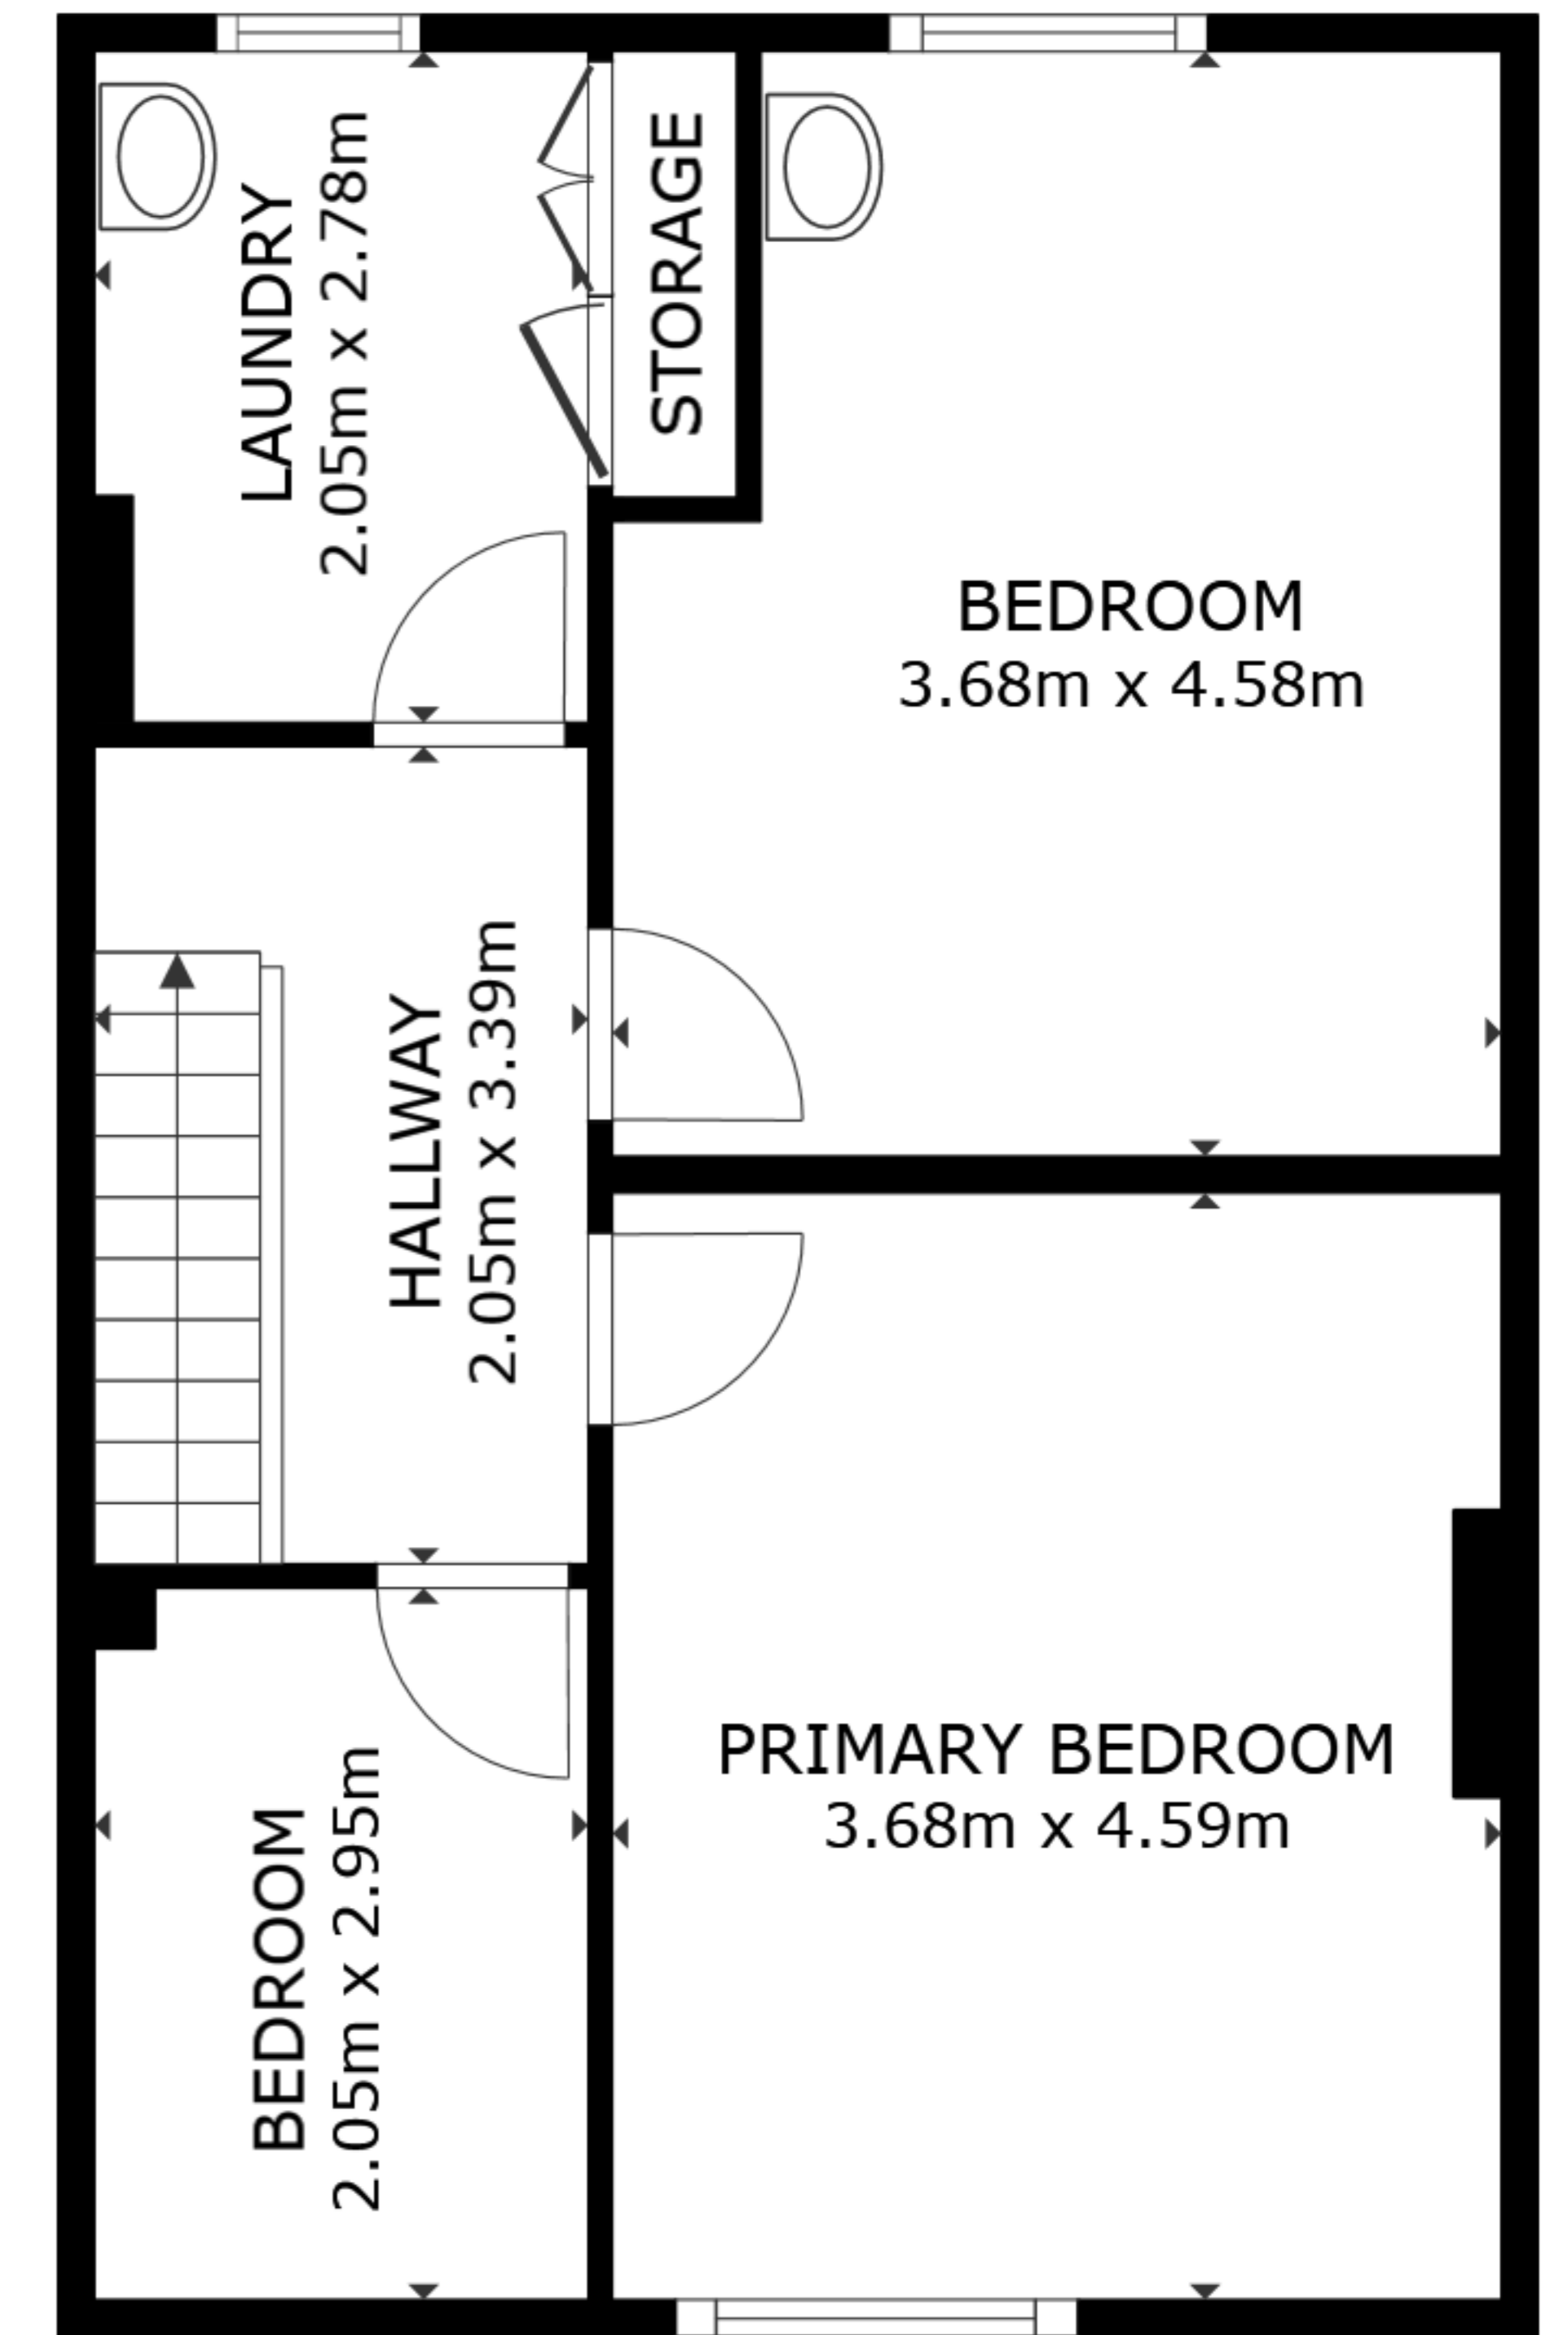 LAUNDRY
2.05m x 2.78m
STORAGE
BEDROOM
3.68m x 4.58m
HALLWAY
2.05m x 3.39m
PRIMARY BEDROOM
3.68m x 4.59m
BEDROOM
2.05m x 2.95m